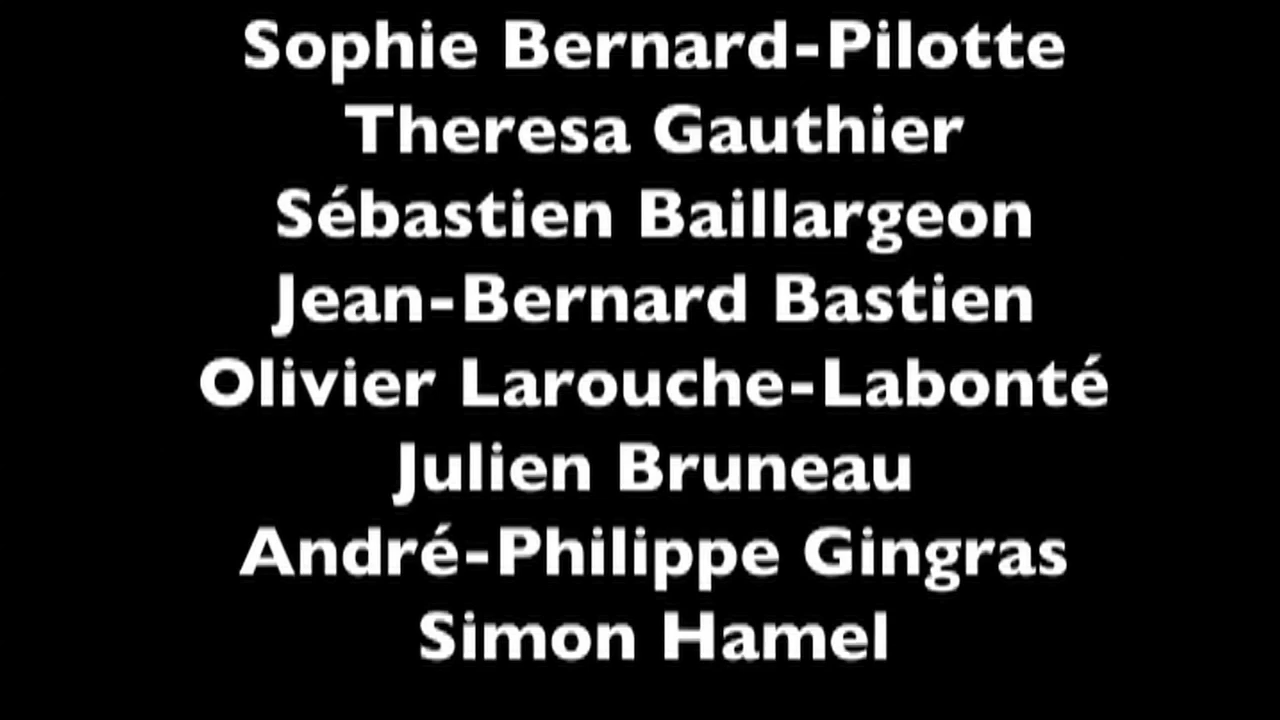 Sophie Bernard-Pilotte
Theresa Gauthier
Sébastien Baillargeon
Jean-Bernard Bastien
Olivier Larouche-Labonté
Julien Bruneau
André-Philippe Gingras
Simon Hamel